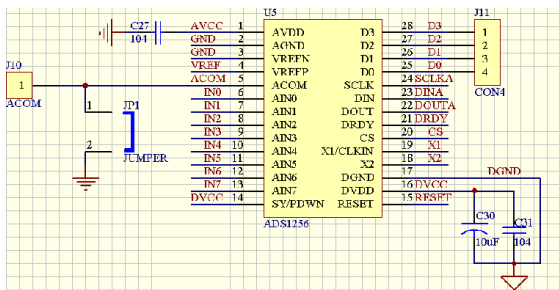 U5 J11
C27 AVCC 1 AVDD D3 28 D3 1
104 GND 2 AGND D2 27 D2 2
GND 3 VREFN D1 26 D1 3
J10 VREF 4 VREFP D0 25 D0 4
1 ACOM 5 ACOM SCLK 24 SCLKA CON4
ACOM IN0 6 AIN0 DIN 23 DINA
1 JP1 IN1 7 AIN1 DOUT 22 DOUTA
IN2 8 AIN2 DRDY 21 DRDY
IN3 9 AIN3 CS 20 CS
2 IN4 10 AIN4 X1/CLKIN 19 X1
JUMPER IN5 11 AIN5 X2 18 X2
IN6 12 AIN6 DGND 17 DGND
IN7 13 AIN7 DVDD 16 DVCC
DVCC 14 SY/PDWN RESET 15 RESET
ADS1256 C30 C31
10uF 104